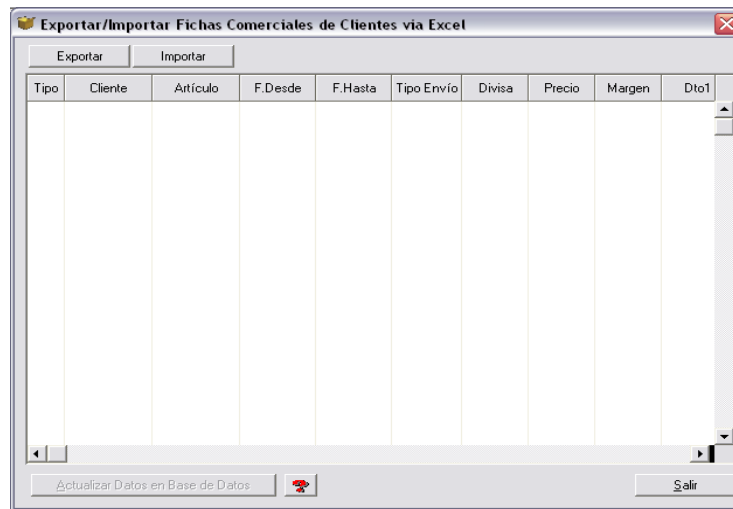 Exportar/Importar Fichas Comerciales de Clientes via Excel
Exportar Importar
Tipo Cliente Artículo F.Desde F.Hasta Tipo Envío Divisa Precio Margen Dto1
Actualizar Datos en Base de Datos Salir